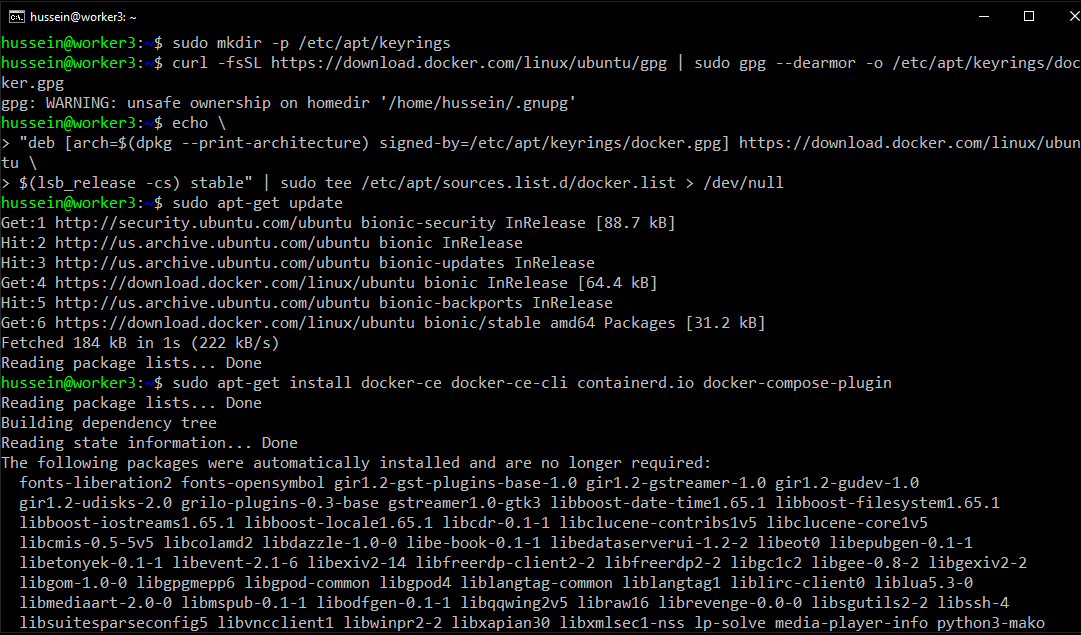 hussein@worker3: ~
hussein@worker3:~$ sudo mkdir -p /etc/apt/keyrings
hussein@worker3:~$ curl -fsSL https://download.docker.com/linux/ubuntu/gpg | sudo gpg --dearmor -o /etc/apt/keyrings/doc
ker.gpg
gpg: WARNING: unsafe ownership on homedir '/home/hussein/.gnupg'
hussein@worker3:~$ echo \
> "deb [arch=$(dpkg --print-architecture) signed-by=/etc/apt/keyrings/docker.gpg] https://download.docker.com/linux/ubun
tu \
> $(lsb_release -cs) stable" | sudo tee /etc/apt/sources.list.d/docker.list > /dev/null
hussein@worker3:~$ sudo apt-get update
Get:1 http://security.ubuntu.com/ubuntu bionic-security InRelease [88.7 kB]
Hit:2 http://us.archive.ubuntu.com/ubuntu bionic InRelease
Hit:3 http://us.archive.ubuntu.com/ubuntu bionic-updates InRelease
Get:4 https://download.docker.com/linux/ubuntu bionic InRelease [64.4 kB]
Hit:5 http://us.archive.ubuntu.com/ubuntu bionic-backports InRelease
Get:6 https://download.docker.com/linux/ubuntu bionic/stable amd64 Packages [31.2 kB]
Fetched 184 kB in 1s (222 kB/s)
Reading package lists... Done
hussein@worker3:~$ sudo apt-get install docker-ce docker-ce-cli containerd.io docker-compose-plugin
Reading package lists... Done
Building dependency tree
Reading state information... Done
The following packages were automatically installed and are no longer required:
  fonts-liberation2 fonts-opensymbol gir1.2-gst-plugins-base-1.0 gir1.2-gstreamer-1.0 gir1.2-gudev-1.0
  gir1.2-udisks-2.0 grilo-plugins-0.3-base gstreamer1.0-gtk3 libboost-date-time1.65.1 libboost-filesystem1.65.1
  libboost-iostreams1.65.1 libboost-locale1.65.1 libcdr-0.1-1 libclucene-contribs1v5 libclucene-core1v5
  libcmis-0.5-5v5 libcolamd2 libdazzle-1.0-0 libe-book-0.1-1 libedataserverui-1.2-2 libeot0 libepubgen-0.1-1
  libetonyek-0.1-1 libevent-2.1-6 libexiv2-14 libfreerdp-client2-2 libfreerdp2-2 libgc1c2 libgee-0.8-2 libgexiv2-2
  libgom-1.0-0 libgpgmepp6 libgpod-common libgpod4 liblangtag-common liblangtag1 liblirc-client0 liblua5.3-0
  libmediaart-2.0-0 libmspub-0.1-1 libodfgen-0.1-1 libqqwing2v5 libraw16 librevenge-0.0-0 libsgutils2-2 libssh-4
  libsuitesparseconfig5 libvncclient1 libwinpr2-2 libxapian30 libxmlsec1-nss lp-solve media-player-info python3-mako